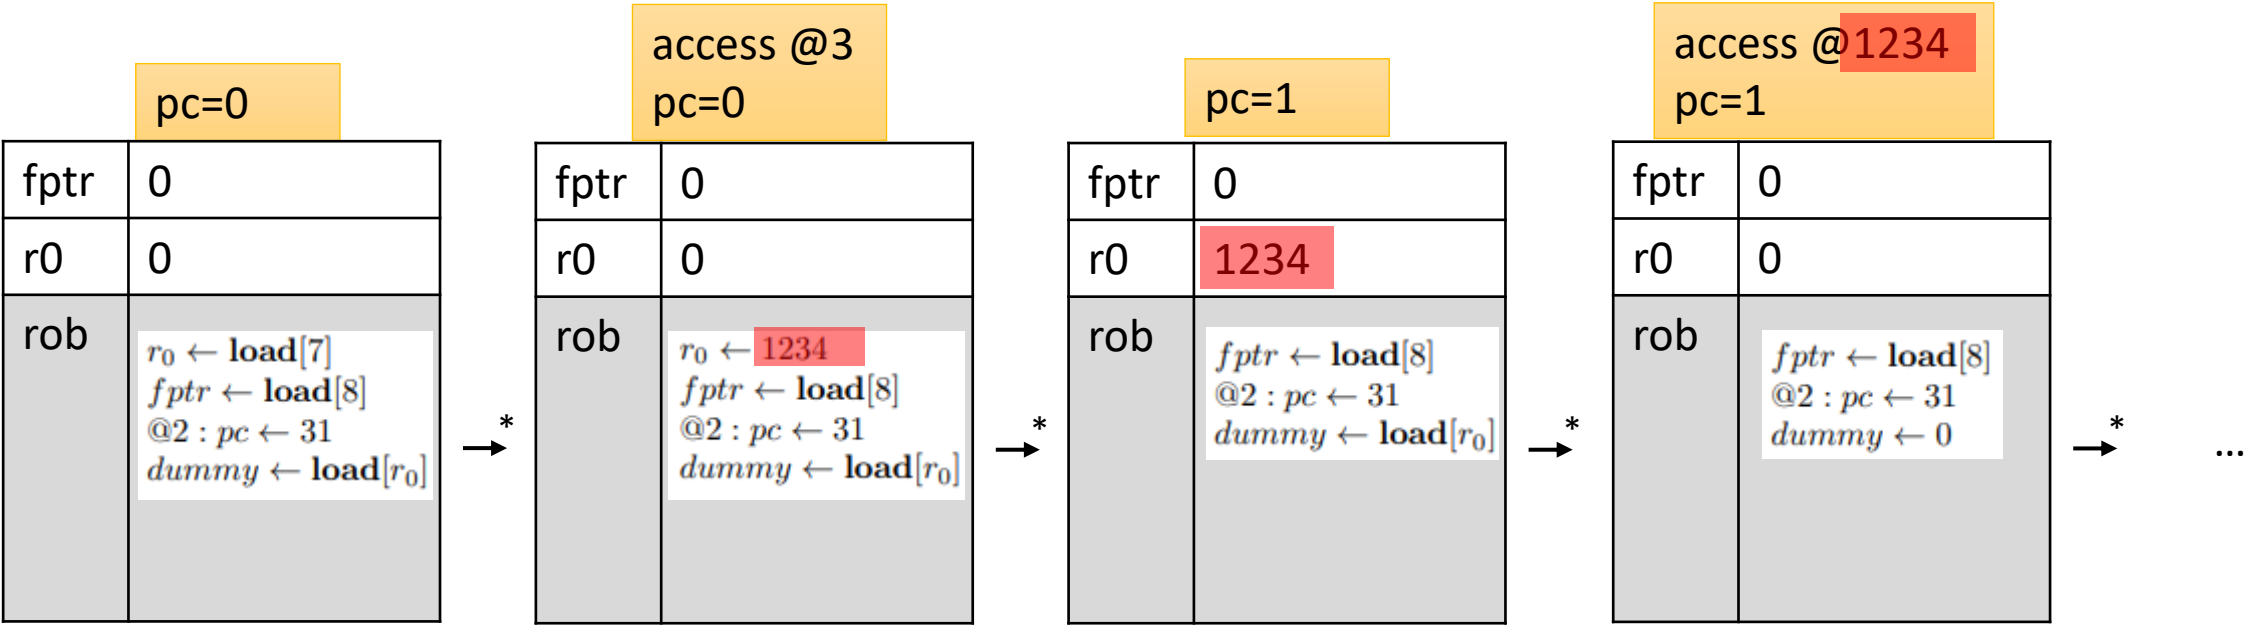 pc=0
fptr 0
r0 0
rob
r₀ ← load[7]
fptr ← load[8]
@2 : pc ← 31
dummy ← load[r₀]
*
access @3
pc=0
fptr 0
r0 0
rob
r₀ ← 1234
fptr ← load[8]
@2 : pc ← 31
dummy ← load[r₀]
*
pc=1
fptr 0
r0 1234
rob
fptr ← load[8]
@2 : pc ← 31
dummy ← load[r₀]
*
access @1234
pc=1
fptr 0
r0 0
rob
fptr ← load[8]
@2 : pc ← 31
dummy ← 0
*
...